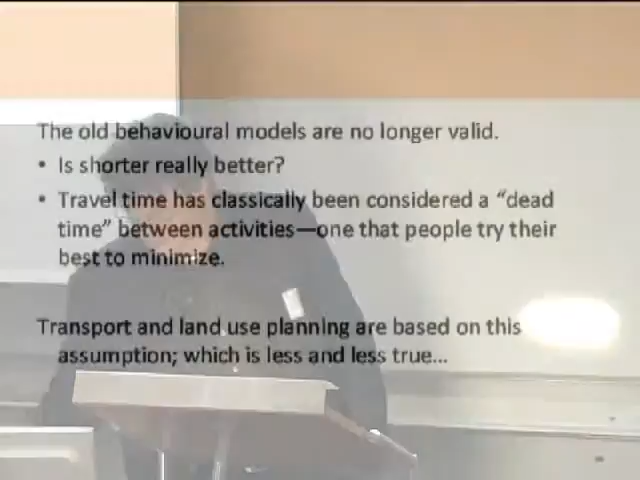 The old behavioural models are no longer valid.
• Is shorter really better?
• Travel time has classically been considered a “dead
time” between activities—one that people try their
best to minimize.
Transport and land use planning are based on this
assumption; which is less and less true...